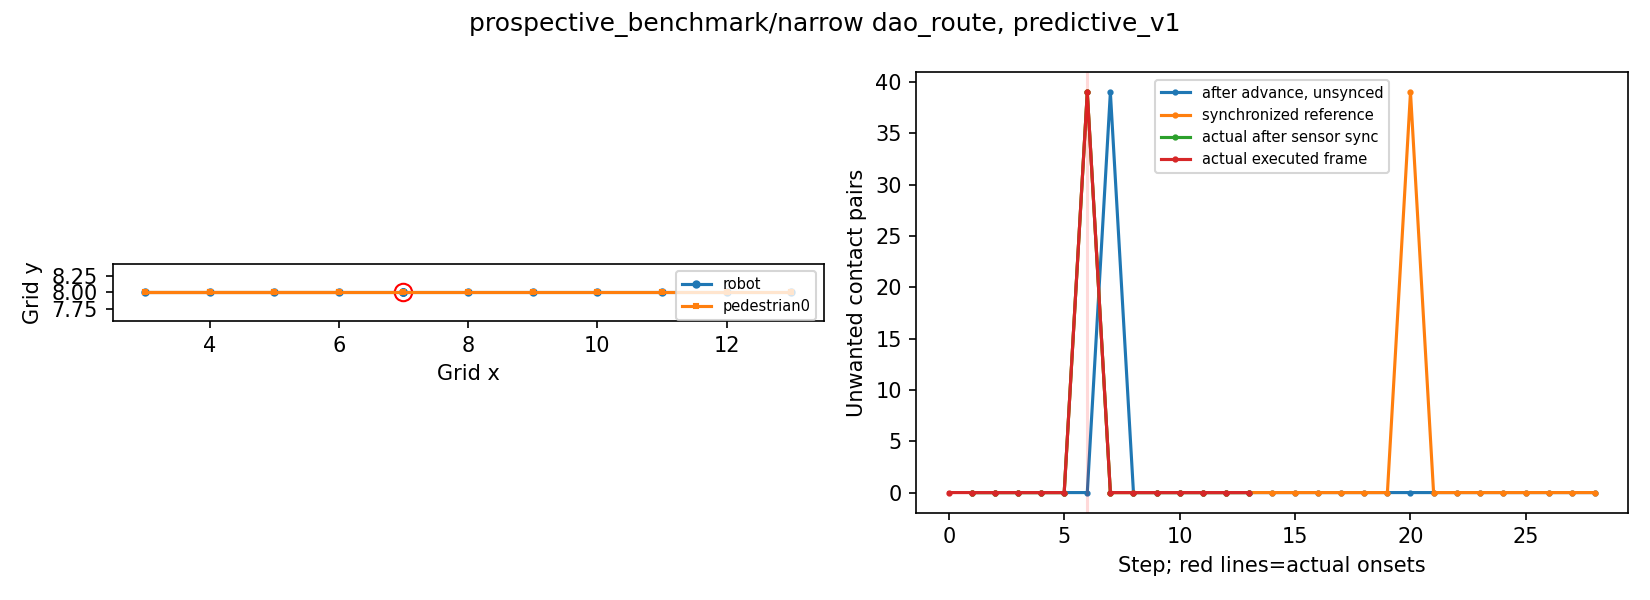 prospective_benchmark/narrow dao_route, predictive_v1
Grid y
8.25
8.00
7.75
robot
pedestrian0
4
6
8
10
12
Grid x
Unwanted contact pairs
40
35
30
25
20
15
10
5
0
after advance, unsynced
synchronized reference
actual after sensor sync
actual executed frame
0
5
10
15
20
25
Step; red lines=actual onsets